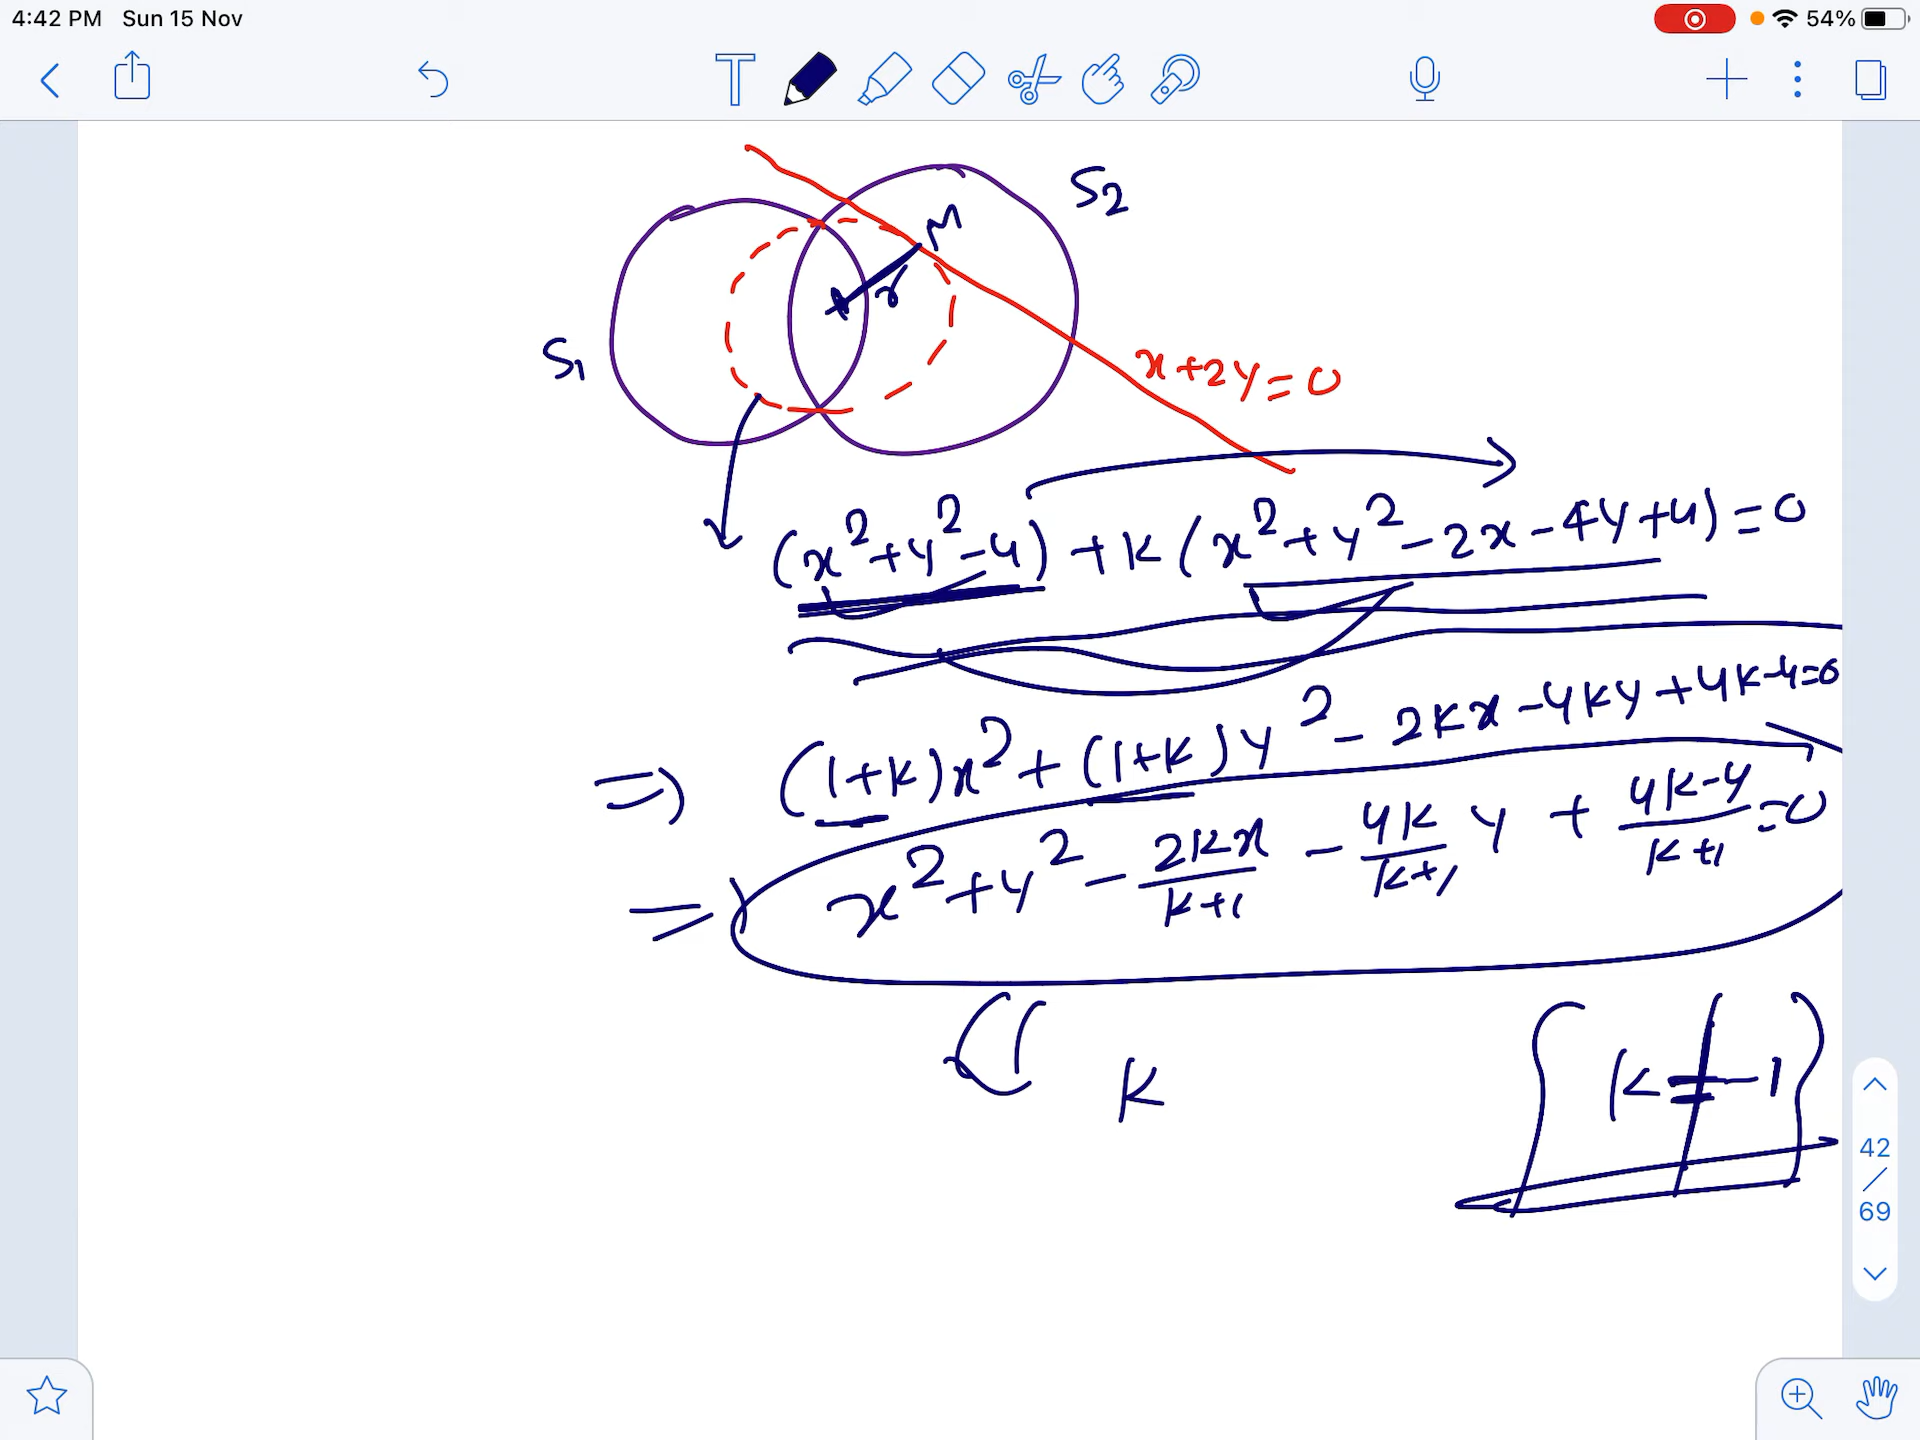 4:42 PM Sun 15 Nov
54%
T
S2
M
r
S1
x+2y=0
(x²+y²-4)+k(x²+y²-2x-4y+4)=0
=> (1+k)x²+(1+k)y²-2kx-4ky+4k-4=0
=> x²+y²-2kx/k+1-4k/k+1 y+4k-4/k+1=0
k
k≠-1
42
/
69